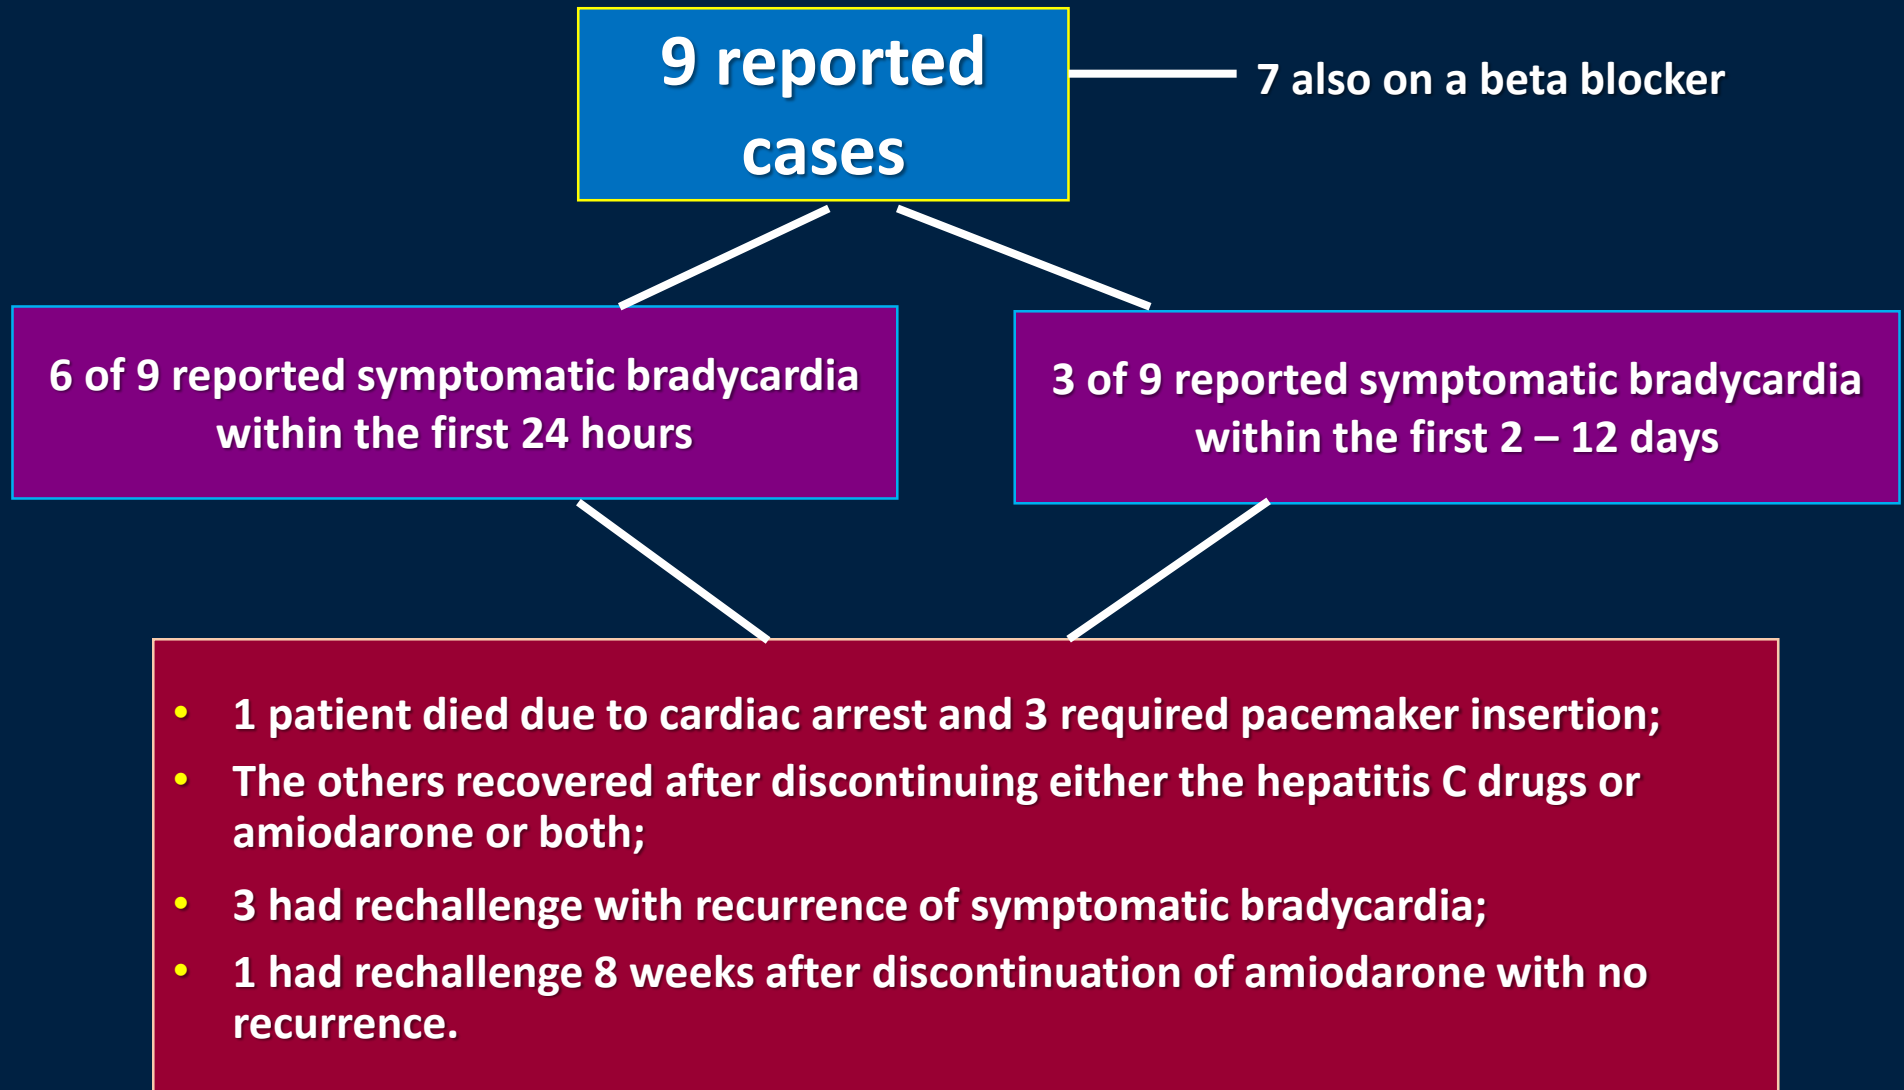 9 reported
cases
7 also on a beta blocker
6 of 9 reported symptomatic bradycardia
within the first 24 hours
3 of 9 reported symptomatic bradycardia
within the first 2 – 12 days
• 1 patient died due to cardiac arrest and 3 required pacemaker insertion;
• The others recovered after discontinuing either the hepatitis C drugs or
amiodarone or both;
• 3 had rechallenge with recurrence of symptomatic bradycardia;
• 1 had rechallenge 8 weeks after discontinuation of amiodarone with no
recurrence.